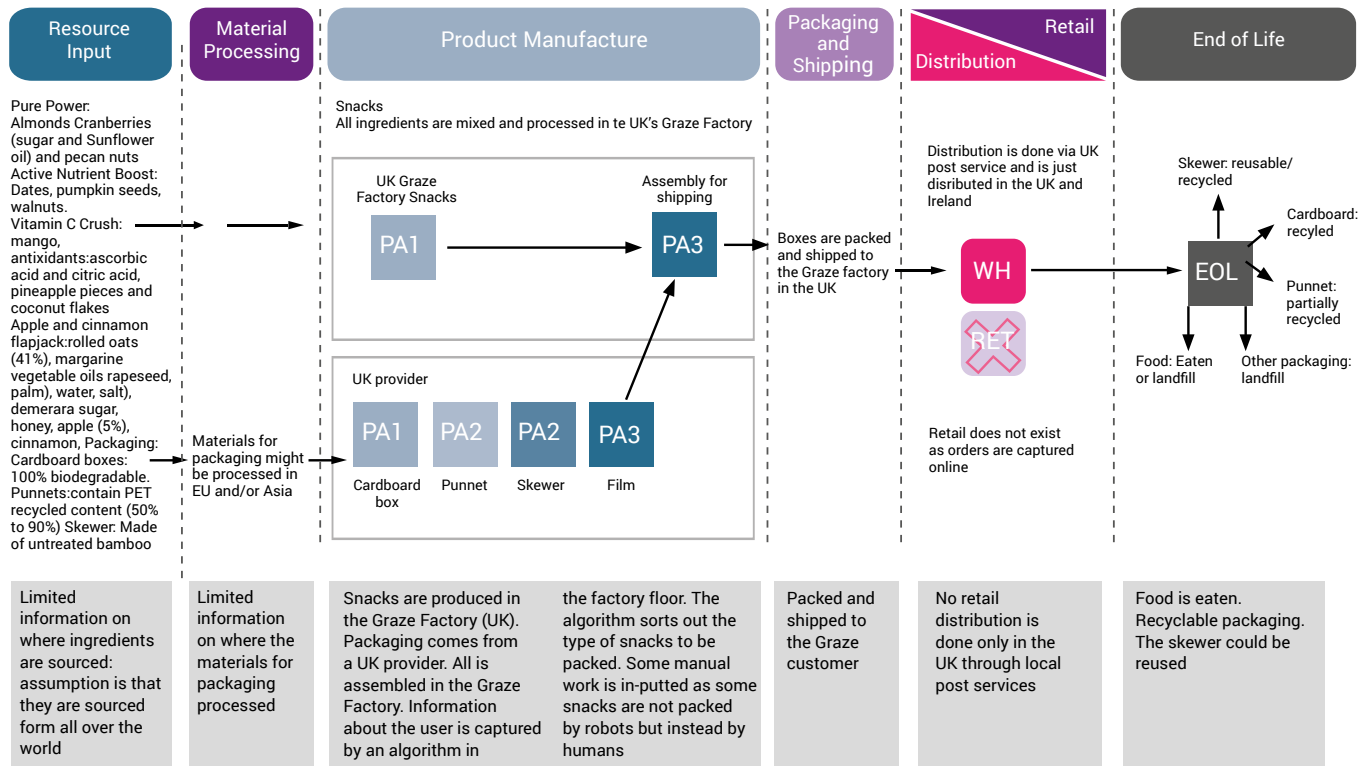 Resource
Input
Material
Processing
Product Manufacture
Packaging
and
Shipping
Retail
Distribution
End of Life
Pure Power:
Almonds Cranberries
(sugar and Sunflower
oil) and pecan nuts
Active Nutrient Boost:
Dates, pumpkin seeds,
walnuts.
Vitamin C Crush:
mango,
antixidants:ascorbic
acid and citric acid,
pineapple pieces and
coconut flakes
Apple and cinnamon
flapjack:rolled oats
(41%), margarine
vegetable oils rapeseed,
palm), water, salt),
demerara sugar,
honey, apple (5%),
cinnamon, Packaging:
Cardboard boxes:
100% biodegradable.
Punnets:contain PET
recycled content (50%
to 90%) Skewer: Made
of untreated bamboo
Materials for
packaging might
be processed in
EU and/or Asia
Snacks
All ingredients are mixed and processed in te UK's Graze Factory
UK Graze
Factory Snacks
PA1
Assembly for
shipping
PA3
UK provider
PA1
PA2
PA2
PA3
Cardboard
box
Punnet
Skewer
Film
Boxes are packed
and shipped to
the Graze factory
in the UK
Distribution is done via UK
post service and is just
disributed in the UK and
Ireland
WH
RET
Retail does not exist
as orders are captured
online
Skewer: reusable/
recycled
Cardboard:
recyled
EOL
Punnet:
partially
recycled
Food: Eaten
or landfill
Other packaging:
landfill
Limited
information on
where ingredients
are sourced:
assumption is that
they are sourced
form all over the
world
Limited
information
on where the
materials for
packaging
processed
Snacks are produced in
the Graze Factory (UK).
Packaging comes from
a UK provider. All is
assembled in the Graze
Factory. Information
about the user is captured
by an algorithm in
the factory floor. The
algorithm sorts out the
type of snacks to be
packed. Some manual
work is in-putted as some
snacks are not packed
by robots but instead by
humans
Packed and
shipped to
the Graze
customer
No retail
distribution is
done only in the
UK through local
post services
Food is eaten.
Recyclable packaging.
The skewer could be
reused